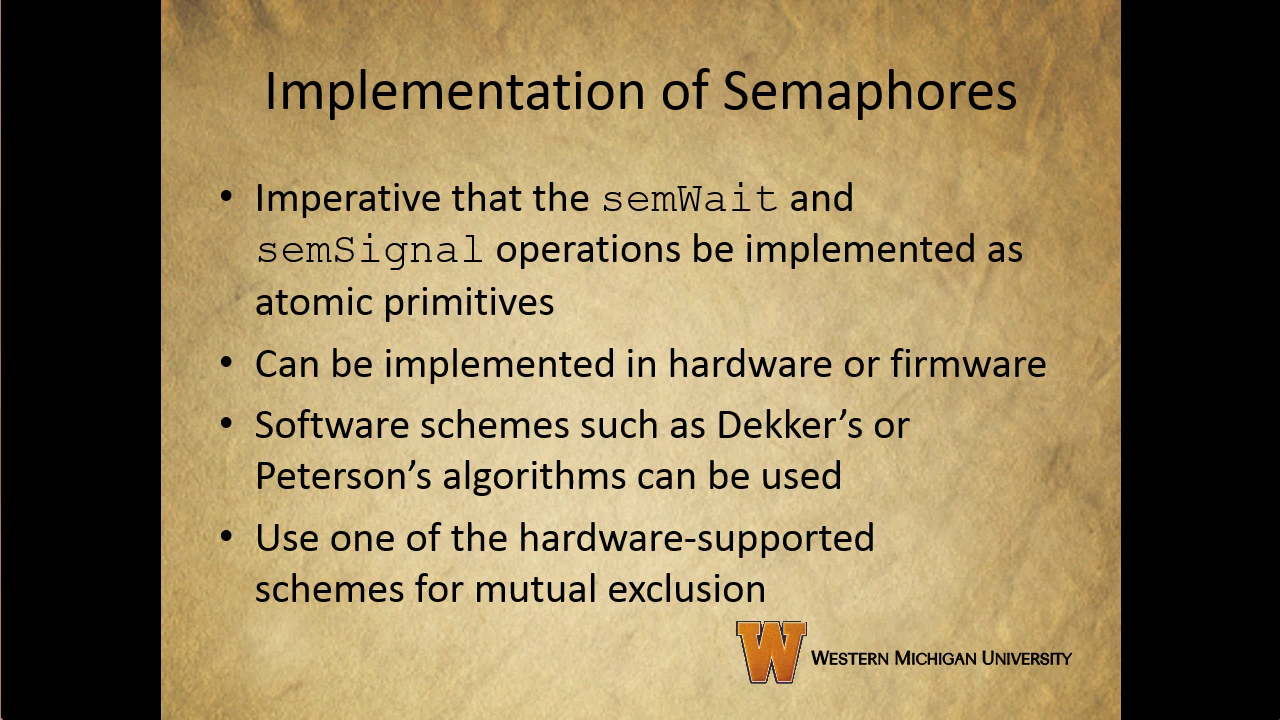 Implementation of Semaphores
• Imperative that the semWait and
semSignal operations be implemented as
atomic primitives
• Can be implemented in hardware or firmware
• Software schemes such as Dekker’s or
Peterson’s algorithms can be used
• Use one of the hardware-supported
schemes for mutual exclusion
W WESTERN MICHIGAN UNIVERSITY